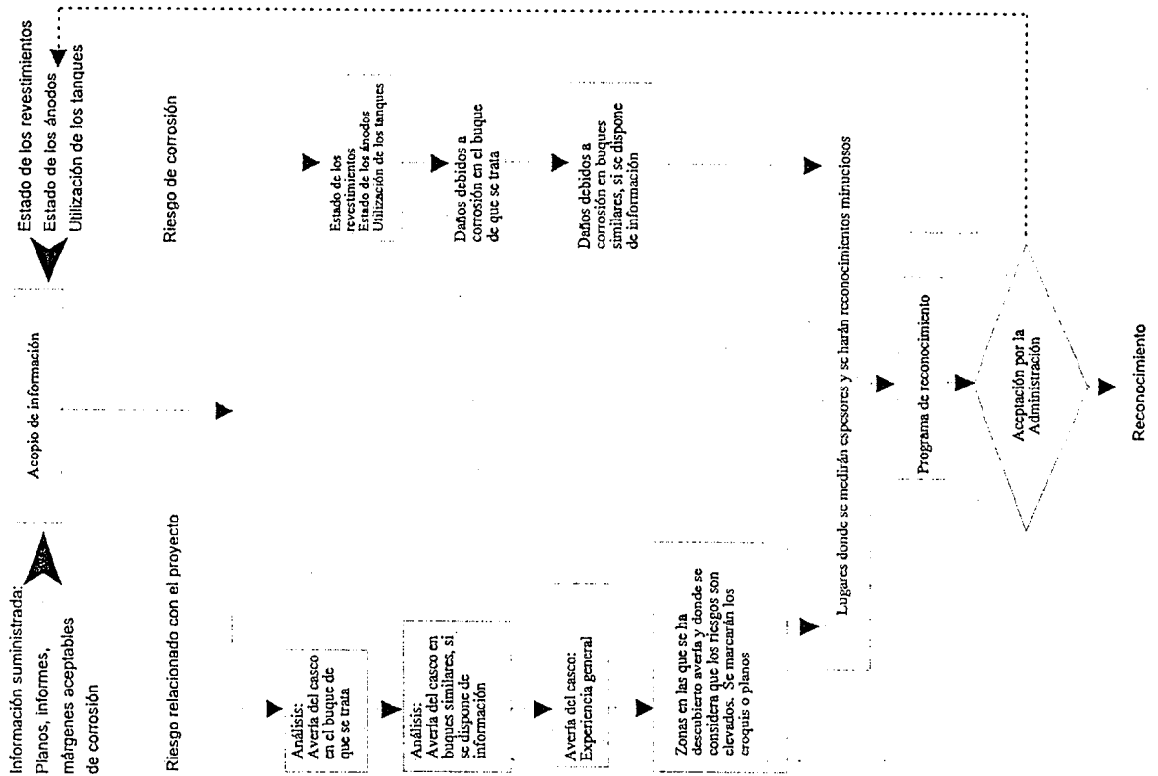 Información suministrada:
Planos, informes,
márgenes aceptables
de corrosión
Acopio de información
Estado de los revestimientos
Estado de los ánodos
Utilización de los tanques
Riesgo relacionado con el proyecto
Riesgo de corrosión
Análisis:
Avería del casco
en el buque de
que se trata
Análisis:
Avería del casco en
buques similares, si
se dispone de
información
Avería del casco:
Experiencia general
Zonas en las que se ha
descubierto avería y donde se
considera que los riesgos son
elevados. Se marcarán los
croquis o planos
Estado de los
revestimientos
Estado de los ánodos
Utilización de los tanques
Daños debidos a
corrosión en el buque
de que se trata
Daños debidos a
corrosión en buques
similares, si se dispone
de información
Lugares donde se medirán espesores y se harán reconocimientos minuciosos
Programa de reconocimiento
Aceptación por la
Administración
Reconocimiento